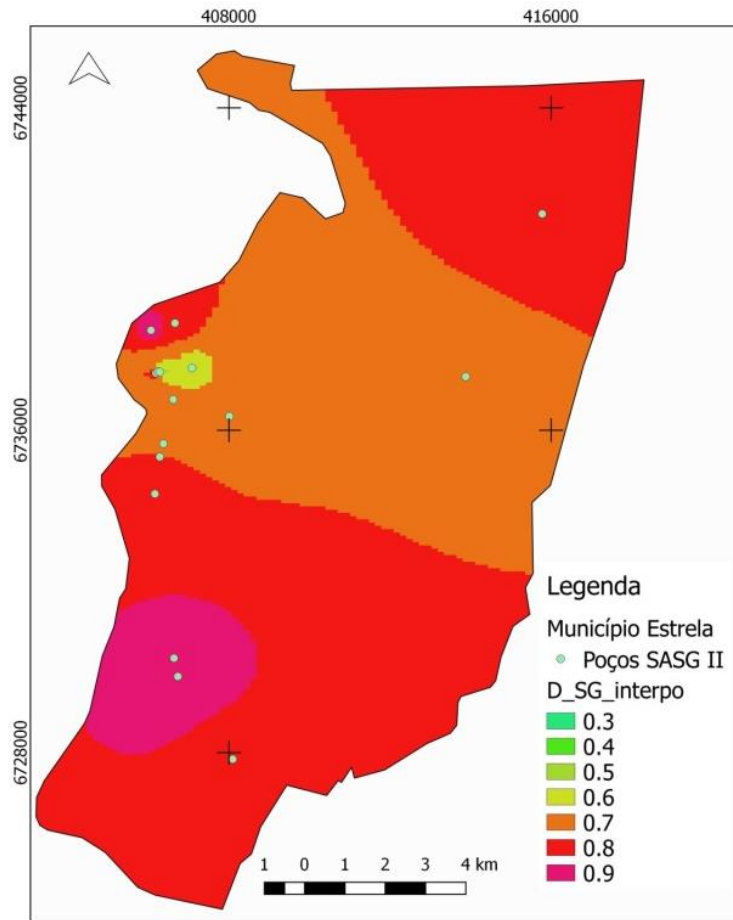 408000 416000
6744000
6736000
6728000
Legenda
Município Estrela
Poços SASG II
D_SG_interpo
0.3
0.4
0.5
0.6
0.7
0.8
0.9
1 0 1 2 3 4 km